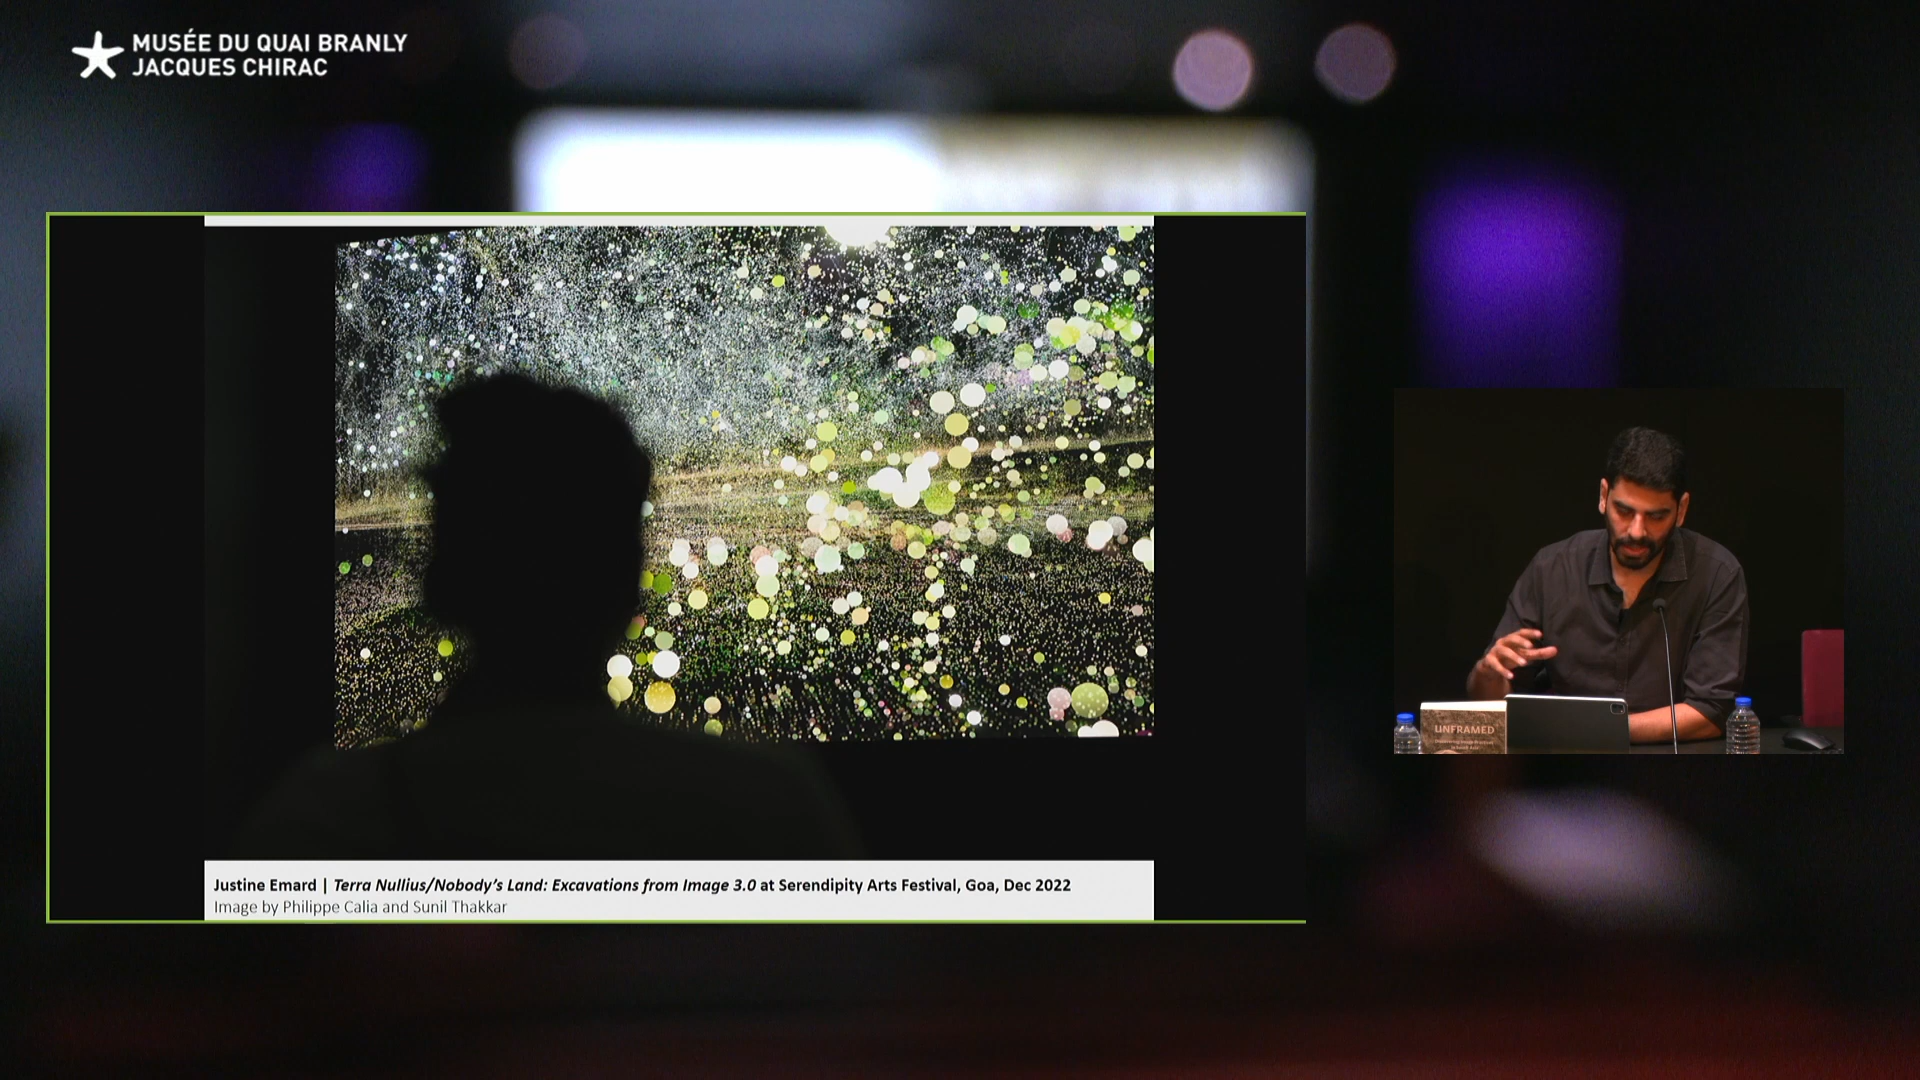 MUSÉE DU QUAI BRANLY
JACQUES CHIRAC
Justine Emard | Terra Nullius/Nobody's Land: Excavations from Image 3.0 at Serendipity Arts Festival, Goa, Dec 2022
Image by Philippe Calia and Sunil Thakkar
UNFRAMED